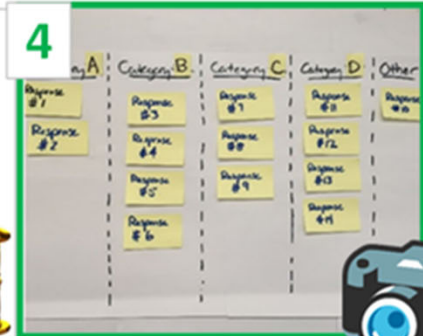 4
A
Category B
Category C
Category D
Other
Response
#1
Response
#2
Response
#3
Response
#4
Response
#5
Response
#6
Response
#7
Response
#8
Response
#9
Response
#11
Response
#12
Response
#13
Response
#14
Response